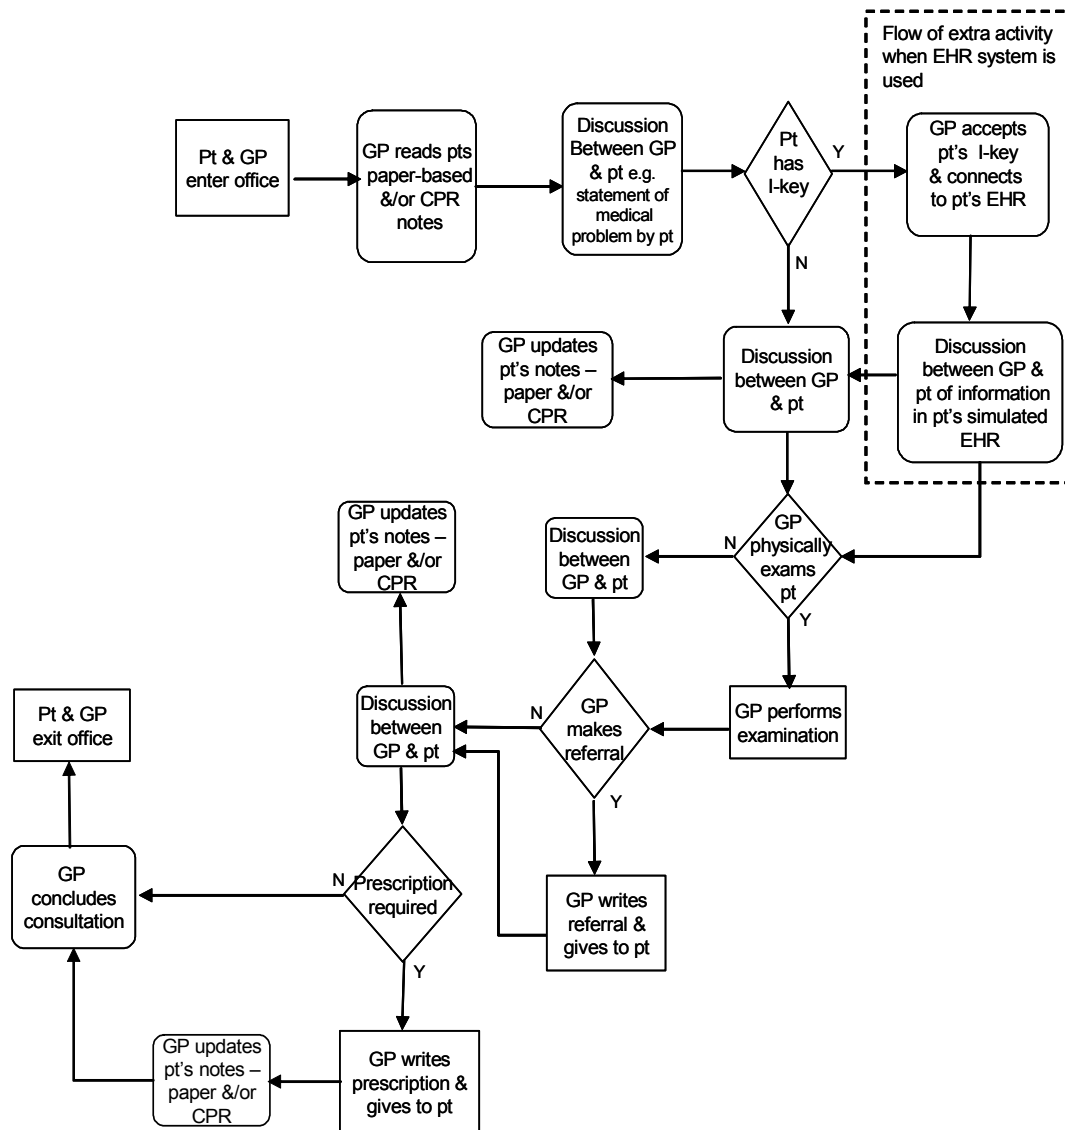 Flow of extra activity
when EHR system is
used
Pt & GP
enter office
GP reads pts
paper-based
&/or CPR
notes
Discussion
Between GP
& pt e.g.
statement of
medical
problem by pt
Pt
has
I-key
Y
N
GP accepts
pt's I-key
& connects
to pt's EHR
GP updates
pt's notes –
paper &/or
CPR
Discussion
between GP
& pt
Discussion
between GP &
pt of information
in pt's simulated
EHR
GP updates
pt's notes –
paper &/or
CPR
Discussion
between
GP & pt
N
GP
physically
exams
pt
Y
Pt & GP
exit office
Discussion
between
GP & pt
N
GP
makes
referral
Y
GP performs
examination
GP
concludes
consultation
N
Prescription
required
Y
GP writes
referral &
gives to pt
GP updates
pt's notes –
paper &/or
CPR
GP writes
prescription &
gives to pt